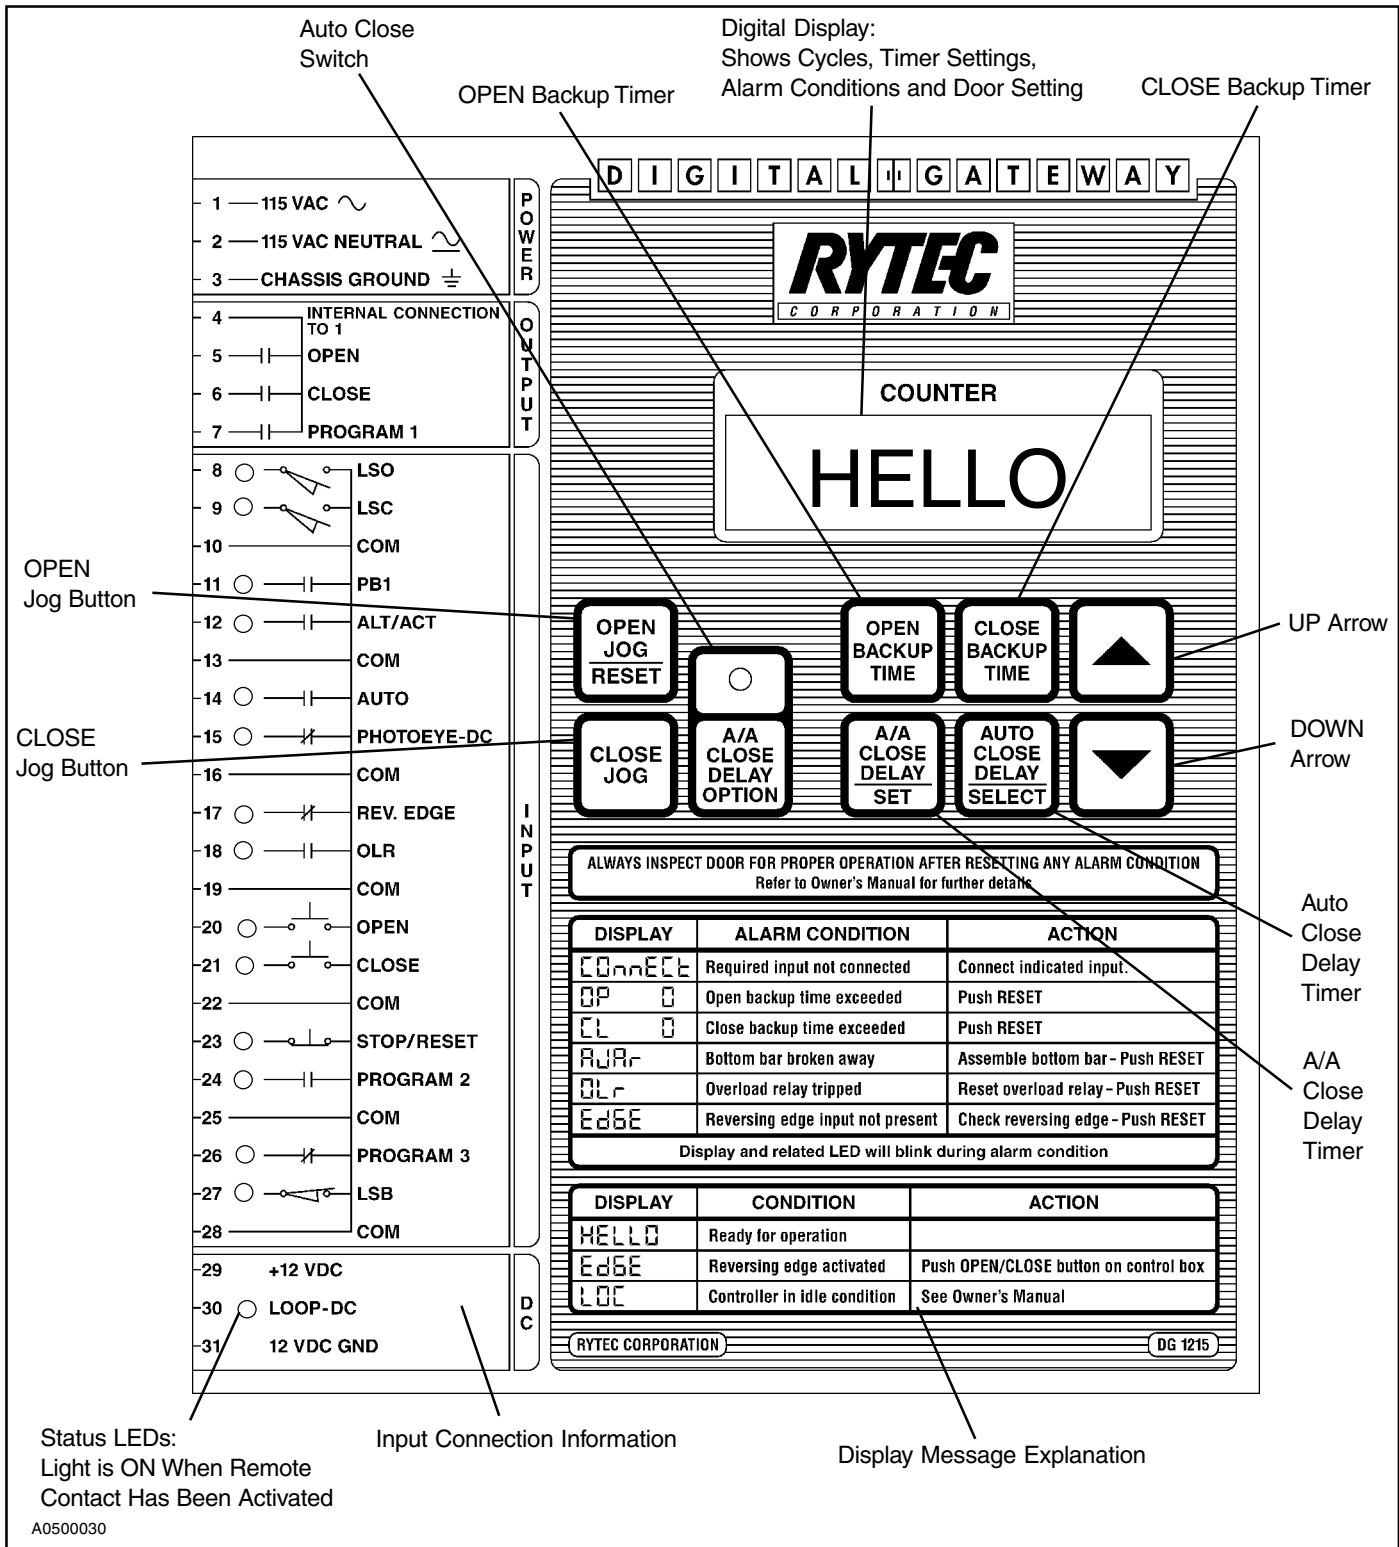 Auto Close
Switch
Digital Display:
Shows Cycles, Timer Settings,
Alarm Conditions and Door Setting
OPEN Backup Timer
CLOSE Backup Timer
DIGITAL GATEWAY
RYTEC
CORPORATION
1 115 VAC
2 115 VAC NEUTRAL
3 CHASSIS GROUND
POWER
4 INTERNAL CONNECTION
TO 1
5 OPEN
6 CLOSE
7 PROGRAM 1
OUTPUT
8 LSO
9 LSC
10 COM
11 PB1
12 ALT/ACT
13 COM
14 AUTO
15 PHOTOEYE-DC
16 COM
17 REV. EDGE
18 OLR
19 COM
20 OPEN
21 CLOSE
22 COM
23 STOP/RESET
24 PROGRAM 2
25 COM
26 PROGRAM 3
27 LSB
28 COM
INPUT
29 +12 VDC
30 LOOP-DC
31 12 VDC GND
DC
COUNTER
HELLO
OPEN
Jog Button
CLOSE
Jog Button
OPEN
JOG
RESET
CLOSE
JOG
A/A
CLOSE
DELAY
OPTION
OPEN
BACKUP
TIME
CLOSE
BACKUP
TIME
A/A
CLOSE
DELAY
SET
AUTO
CLOSE
DELAY
SELECT
UP Arrow
DOWN
Arrow
ALWAYS INSPECT DOOR FOR PROPER OPERATION AFTER RESETTING ANY ALARM CONDITION
Refer to Owner's Manual for further details
DISPLAY ALARM CONDITION ACTION
COnnECt Required input not connected Connect indicated input.
OP 0 Open backup time exceeded Push RESET
CL 0 Close backup time exceeded Push RESET
AJAr Bottom bar broken away Assemble bottom bar – Push RESET
OLr Overload relay tripped Reset overload relay – Push RESET
EdGE Reversing edge input not present Check reversing edge – Push RESET
Display and related LED will blink during alarm condition
DISPLAY CONDITION ACTION
HELLO Ready for operation
EdGE Reversing edge activated Push OPEN/CLOSE button on control box
LOC Controller in idle condition See Owner's Manual
RYTEC CORPORATION
DG 1215
Auto
Close
Delay
Timer
A/A
Close
Delay
Timer
Status LEDs:
Light is ON When Remote
Contact Has Been Activated
Input Connection Information
Display Message Explanation
A0500030